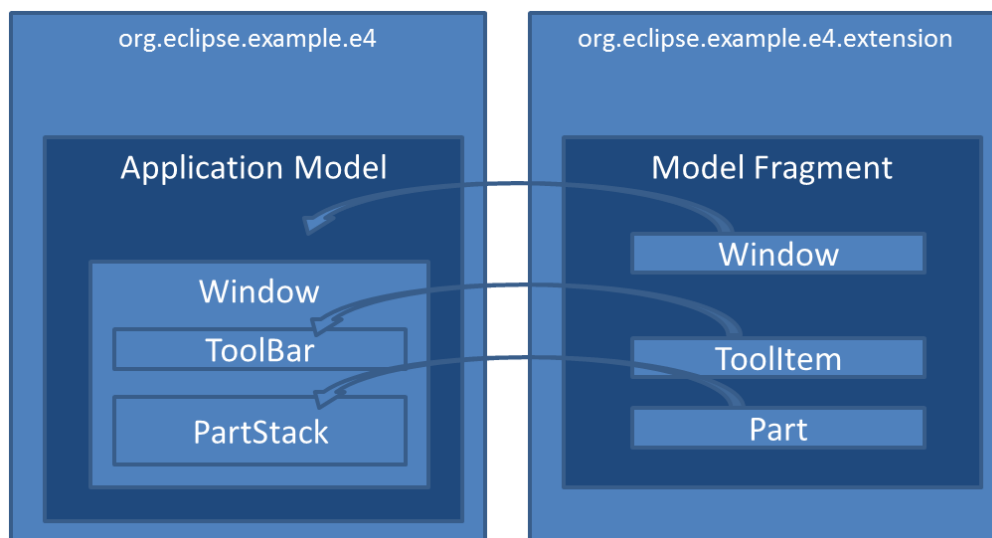 org.eclipse.example.e4
Application Model
Window
ToolBar
PartStack
org.eclipse.example.e4.extension
Model Fragment
Window
ToolItem
Part